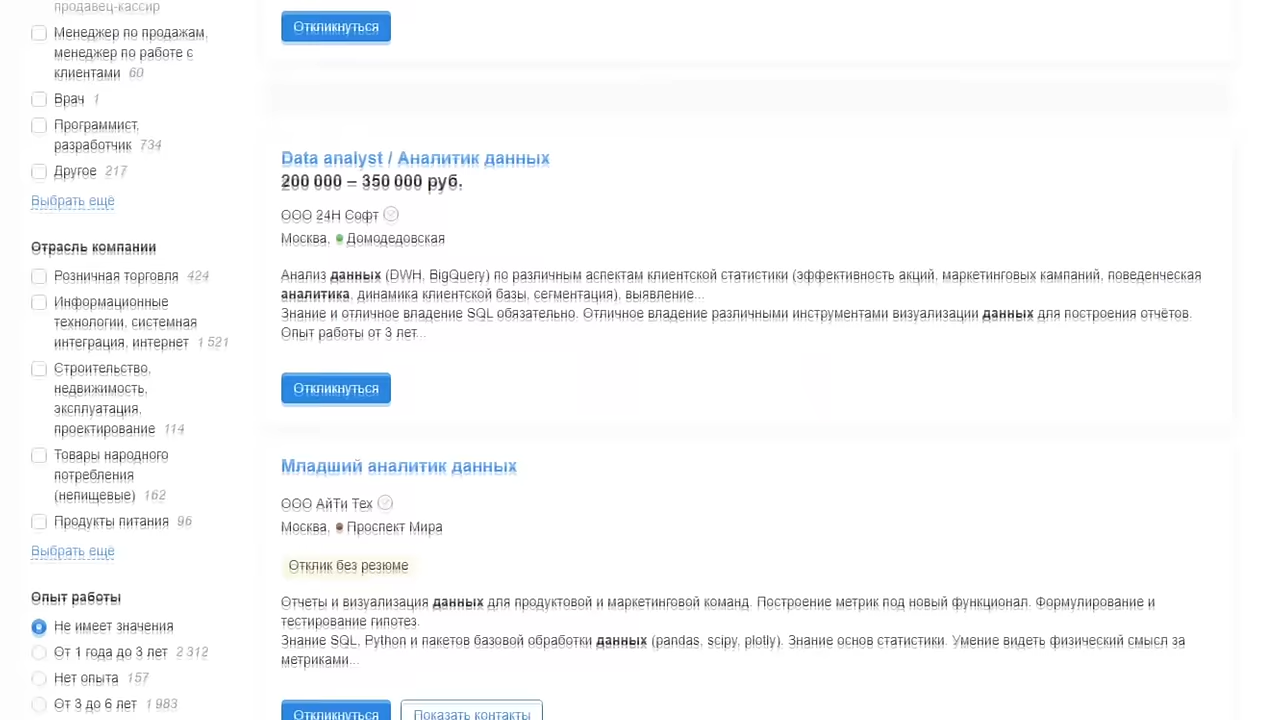 продавец-кассир
Менеджер по продажам,
менеджер по работе с
клиентами 60
Врач 1
Программист,
разработчик 734
Другое 217
Выбрать ещё
Отрасль компании
Розничная торговля 424
Информационные
технологии, системная
интеграция, интернет 1 521
Строительство,
недвижимость,
эксплуатация,
проектирование 114
Товары народного
потребления
(непищевые) 162
Продукты питания 96
Выбрать ещё
Опыт работы
Не имеет значения
От 1 года до 3 лет 2 312
Нет опыта 157
От 3 до 6 лет 1 983
Откликнуться
Data analyst / Аналитик данных
200 000 – 350 000 руб.
ООО 24Н Софт
Москва, Домодедовская
Анализ данных (DWH, BigQuery) по различным аспектам клиентской статистики (эффективность акций, маркетинговых кампаний, поведенческая
аналитика, динамика клиентской базы, сегментация), выявление...
Знание и отличное владение SQL обязательно. Отличное владение различными инструментами визуализации данных для построения отчётов.
Опыт работы от 3 лет...
Откликнуться
Младший аналитик данных
ООО АйТи Тех
Москва, Проспект Мира
Отклик без резюме
Отчеты и визуализация данных для продуктовой и маркетинговой команд. Построение метрик под новый функционал. Формулирование и
тестирование гипотез.
Знание SQL, Python и пакетов базовой обработки данных (pandas, scipy, plotly). Знание основ статистики. Умение видеть физический смысл за
метриками...
Откликнуться Показать контакты